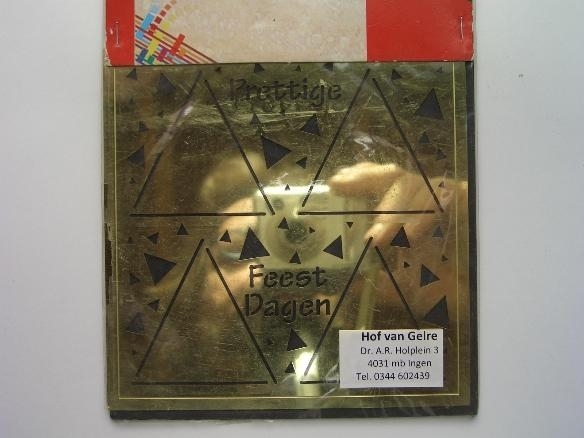 Prettige
Feest
Dagen
Hof van Gelre
Dr. A.R. Holplein 3
4031 mb Ingen
Tel. 0344 602439